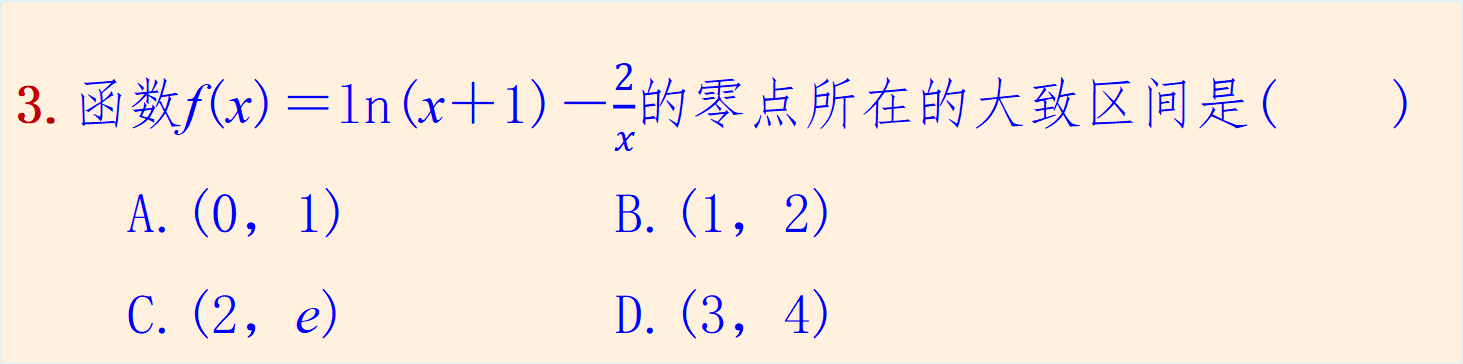 3. 函数f(x)＝ln(x＋1)－2/x的零点所在的大致区间是(　　)
A.(0，1)　　B.(1，2)
C.(2，e)　　D.(3，4)